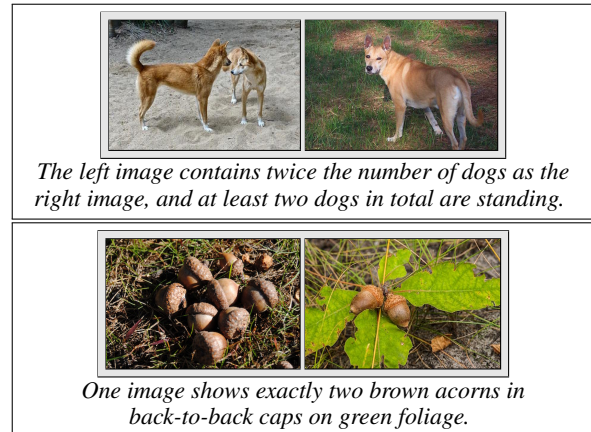 The left image contains twice the number of dogs as the
right image, and at least two dogs in total are standing.
One image shows exactly two brown acorns in
back-to-back caps on green foliage.